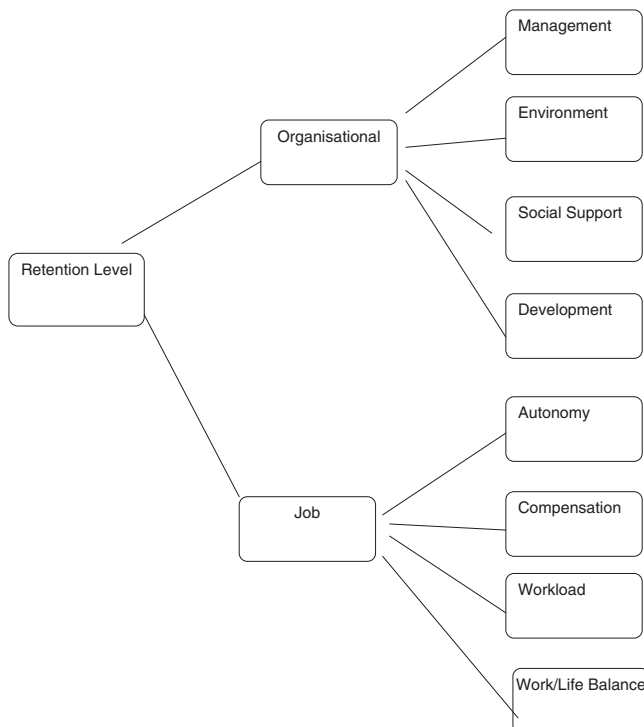 Management
Environment
Organisational
Social Support
Retention Level
Development
Autonomy
Job
Compensation
Workload
Work/Life Balance